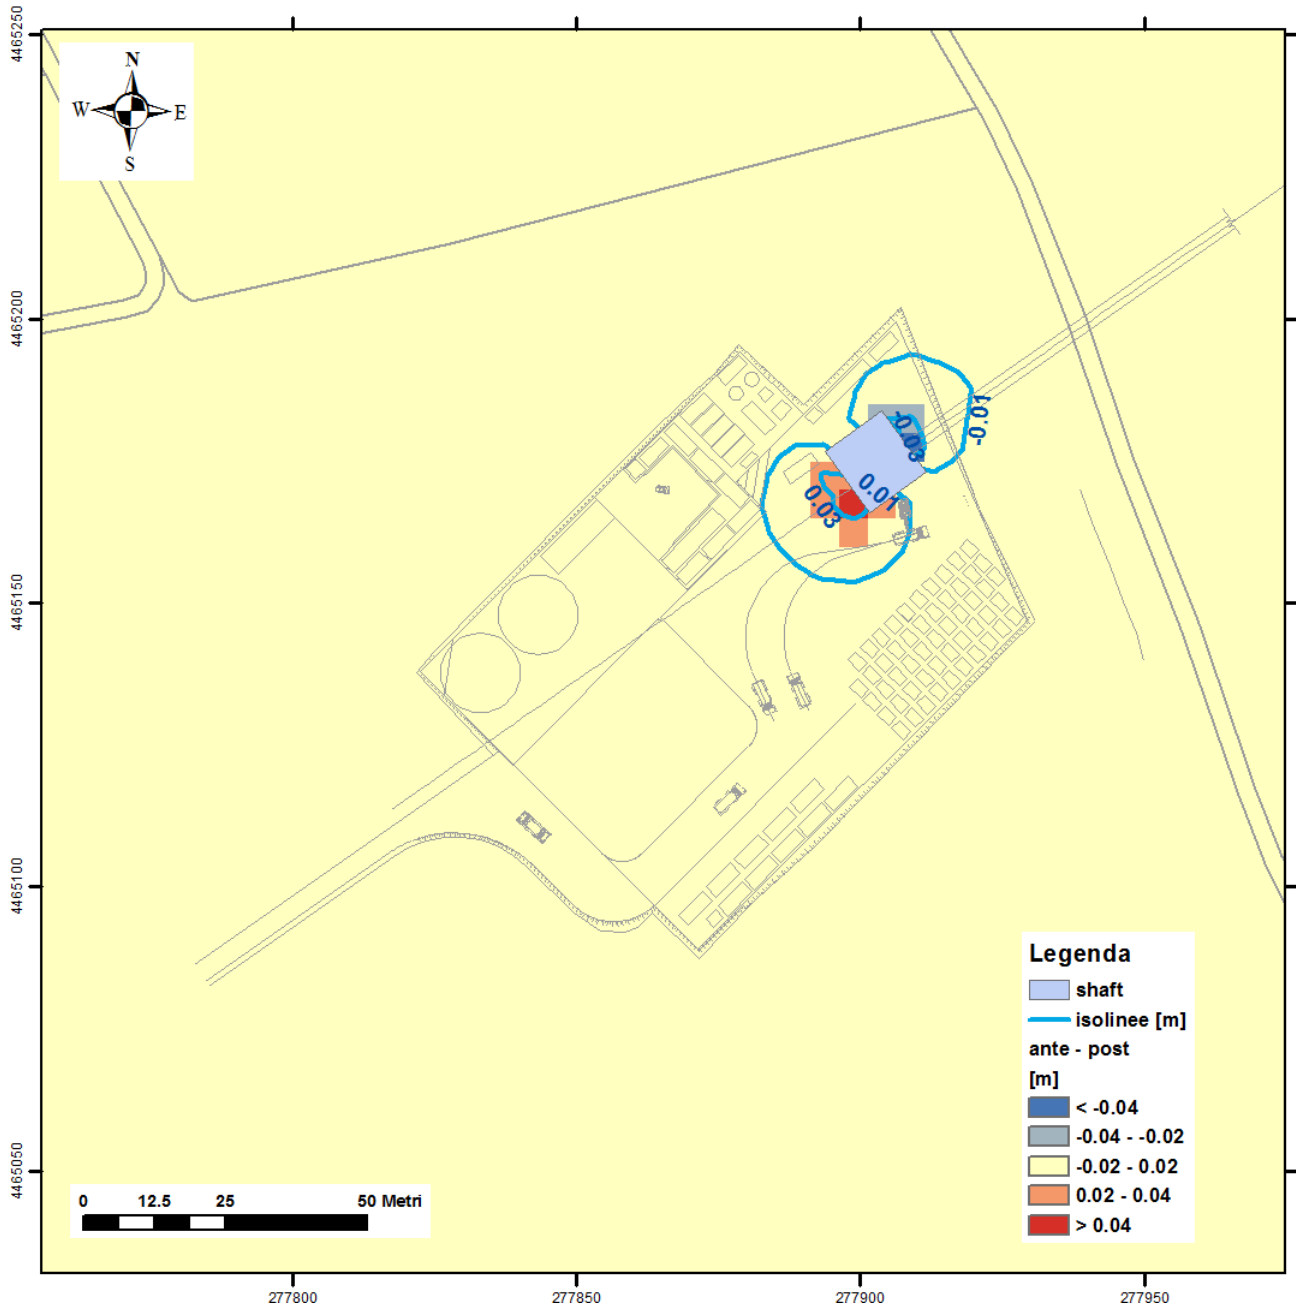 4465250
N
W E
S
4465200
-0.01
-0.03
0.01
0.03
4465150
4465100
Legenda
shaft
isolinee [m]
ante - post
[m]
< -0.04
-0.04 - -0.02
-0.02 - 0.02
0.02 - 0.04
> 0.04
4465050
0 12.5 25 50 Metri
277800 277850 277900 277950